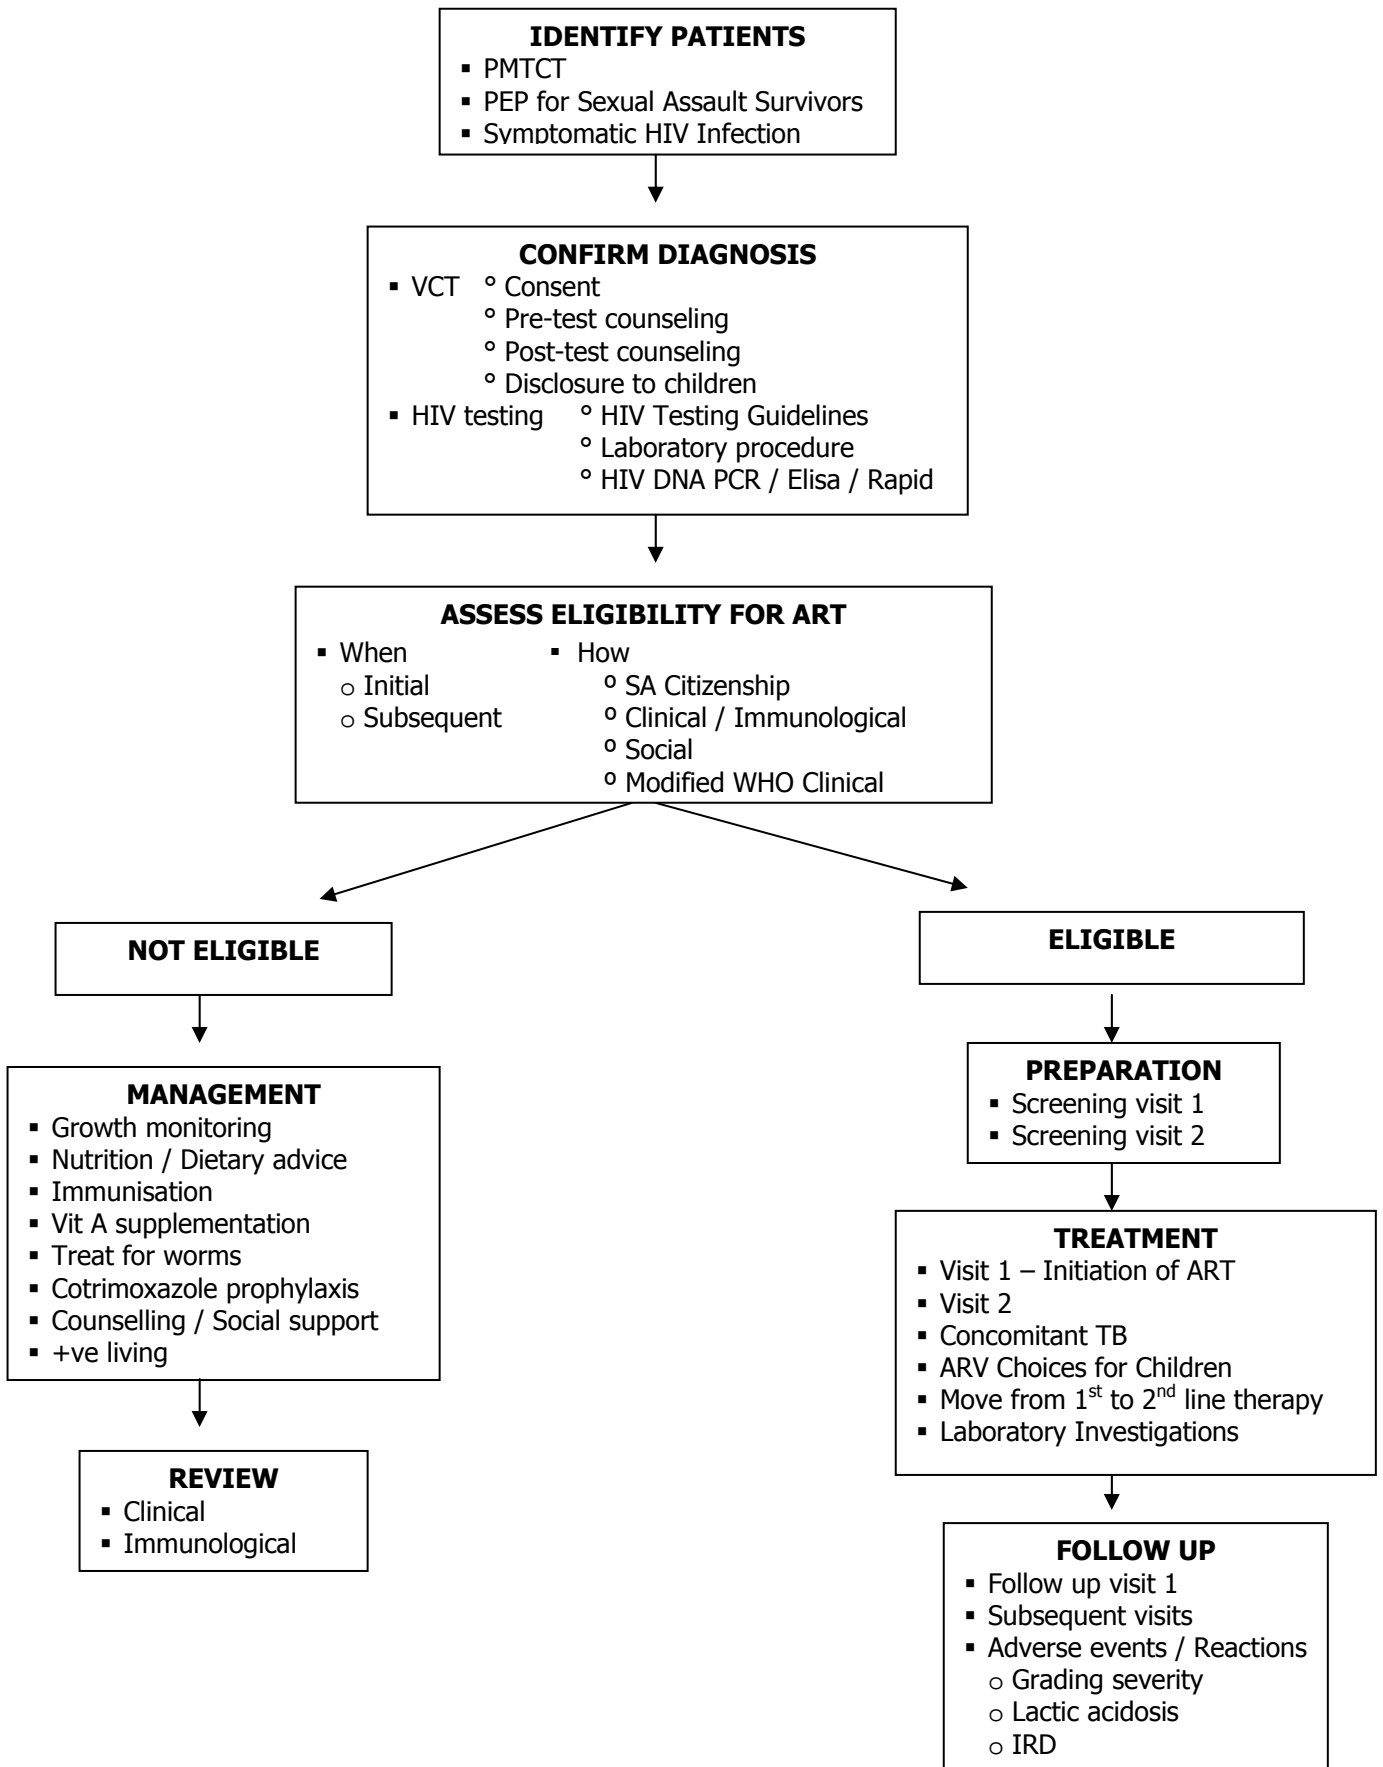 IDENTIFY PATIENTS
▪ PMTCT
▪ PEP for Sexual Assault Survivors
▪ Symptomatic HIV Infection
CONFIRM DIAGNOSIS
▪ VCT ° Consent
° Pre-test counseling
° Post-test counseling
° Disclosure to children
▪ HIV testing ° HIV Testing Guidelines
° Laboratory procedure
° HIV DNA PCR / Elisa / Rapid
ASSESS ELIGIBILITY FOR ART
▪ When
o Initial
o Subsequent
▪ How
º SA Citizenship
º Clinical / Immunological
º Social
º Modified WHO Clinical
NOT ELIGIBLE
MANAGEMENT
▪ Growth monitoring
▪ Nutrition / Dietary advice
▪ Immunisation
▪ Vit A supplementation
▪ Treat for worms
▪ Cotrimoxazole prophylaxis
▪ Counselling / Social support
▪ +ve living
REVIEW
▪ Clinical
▪ Immunological
ELIGIBLE
PREPARATION
▪ Screening visit 1
▪ Screening visit 2
TREATMENT
▪ Visit 1 – Initiation of ART
▪ Visit 2
▪ Concomitant TB
▪ ARV Choices for Children
▪ Move from 1st to 2nd line therapy
▪ Laboratory Investigations
FOLLOW UP
▪ Follow up visit 1
▪ Subsequent visits
▪ Adverse events / Reactions
o Grading severity
o Lactic acidosis
o IRD